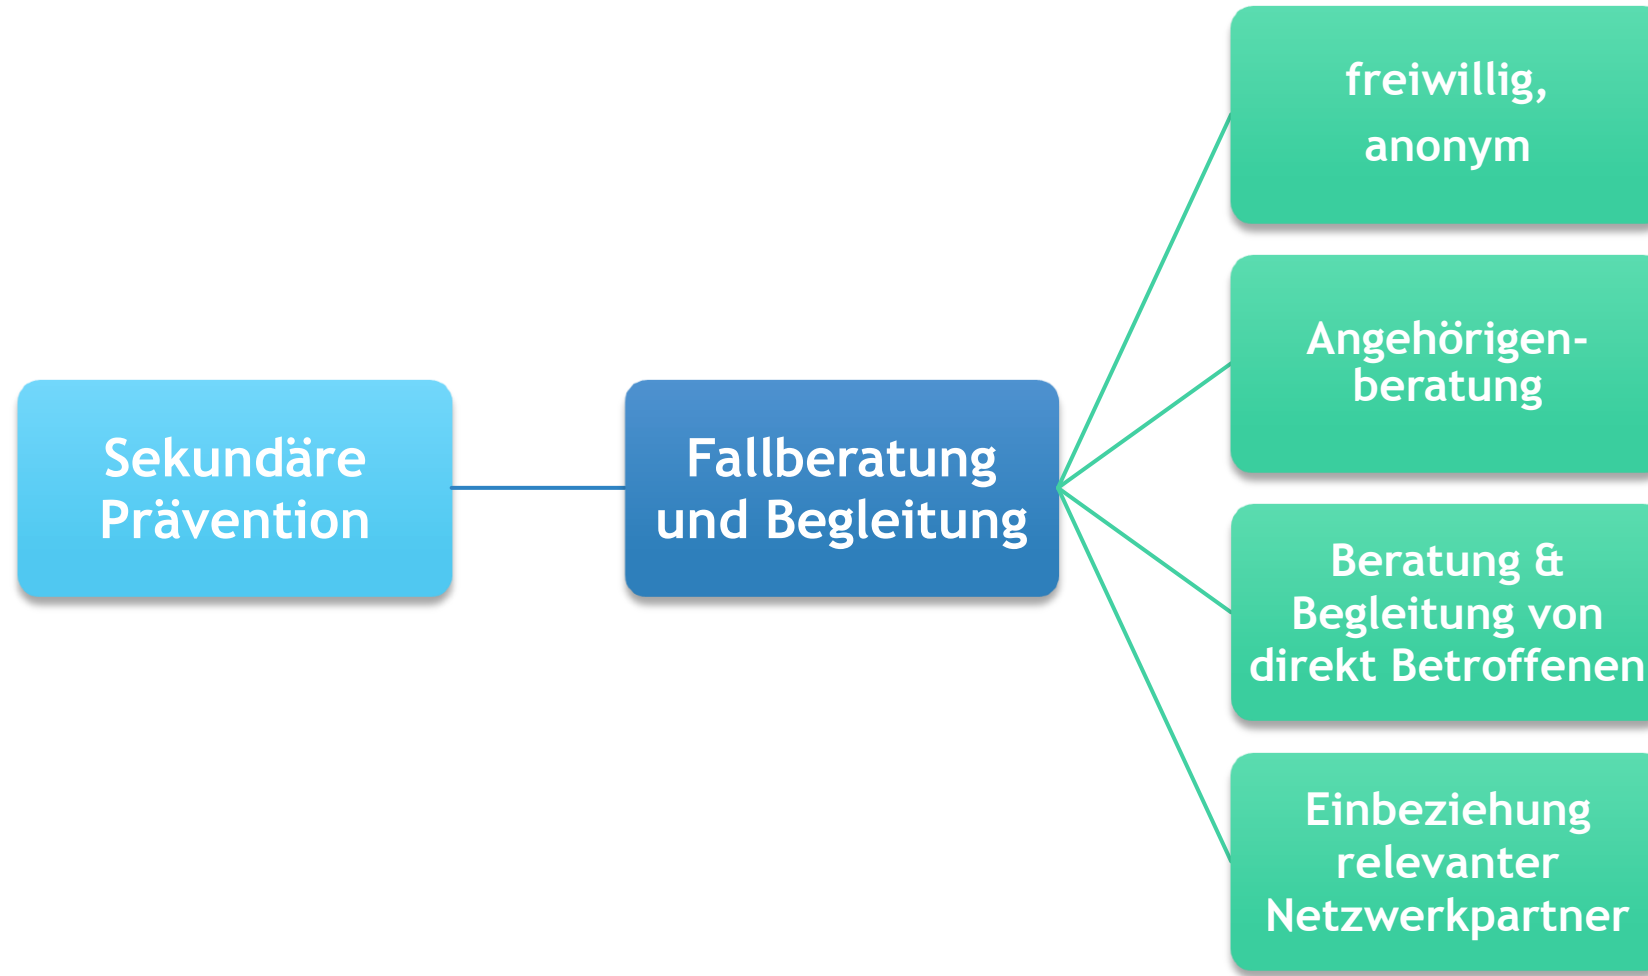 Sekundäre
Prävention
Fallberatung
und Begleitung
freiwillig,
anonym
Angehörigen-
beratung
Beratung &
Begleitung von
direkt Betroffenen
Einbeziehung
relevanter
Netzwerkpartner